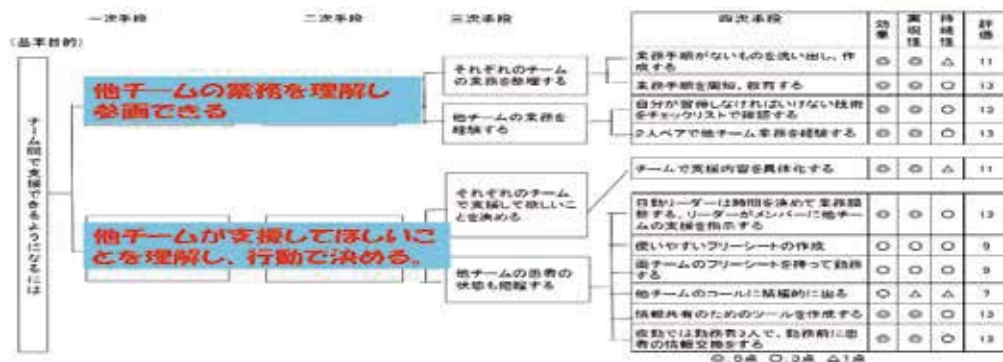 一次手段 二次手段 三次手段 四次手段 効果 実現性 持続性 評価
(基本目的)
チーム間で支援できるようになるには
他チームの業務を理解し
参画できる
それぞれのチーム
の業務を整理する
業務手順がないものを洗い出し、作
成する ◎ ◎ △ 11
業務手順を周知、教育する ◎ ◎ ○ 13
他チームの業務を
経験する
自分が習得しなければいけない技術
をチェックリストで確認する ◎ ◎ ○ 13
2人ペアで他チーム業務を経験する ◎ ◎ ○ 13
他チームが支援してほしいこ
とを理解し、行動で決める。
それぞれのチーム
で支援して欲しいこ
とを決める
チームで支援内容を具体化する ◎ ◎ △ 11
日勤リーダーは時間を決めて業務調
整する、リーダーがメンバーに他チー
ムの支援を指示する ◎ ◎ ○ 13
他チームの患者の
状態も把握する
使いやすいフリーシートの作成 ○ ○ ○ 9
両チームのフリーシートを持って勤務
する ○ ○ ○ 9
他チームのコールに積極的に出る ○ △ △ 7
情報共有のためのツールを作成する ◎ ◎ ○ 13
夜勤では勤務者3人で、勤務前に患
者の情報交換をする ◎ ◎ ○ 13
◎:5点 ○:3点 △:1点